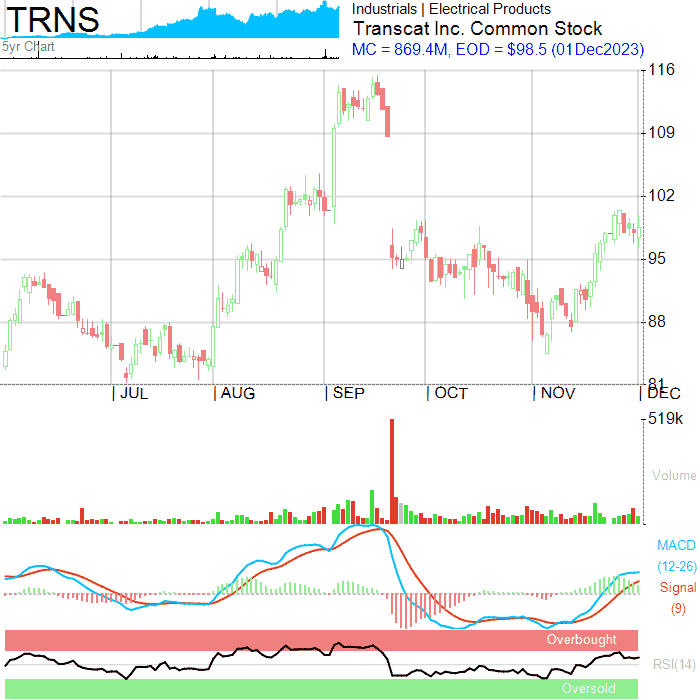 TRNS
5yr Chart
Industrials | Electrical Products
Transcat Inc. Common Stock
MC = 869.4M, EOD = $98.5 (01Dec2023)
116
109
102
95
88
81
| JUL | AUG | SEP | OCT | NOV | DEC
519k
Volume
MACD
(12-26)
Signal
(9)
Overbought
RSI(14)
Oversold